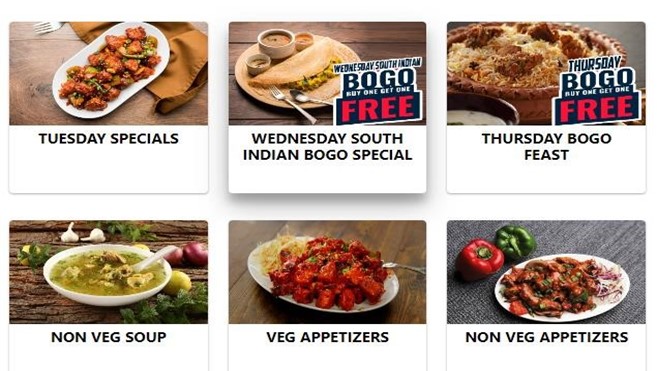 WEDNESDAY SOUTH INDIAN
BOGO
BUY ONE GET ONE
FREE
THURSDAY
BOGO
BUY ONE GET ONE
FREE
TUESDAY SPECIALS
WEDNESDAY SOUTH
INDIAN BOGO SPECIAL
THURSDAY BOGO
FEAST
NON VEG SOUP
VEG APPETIZERS
NON VEG APPETIZERS